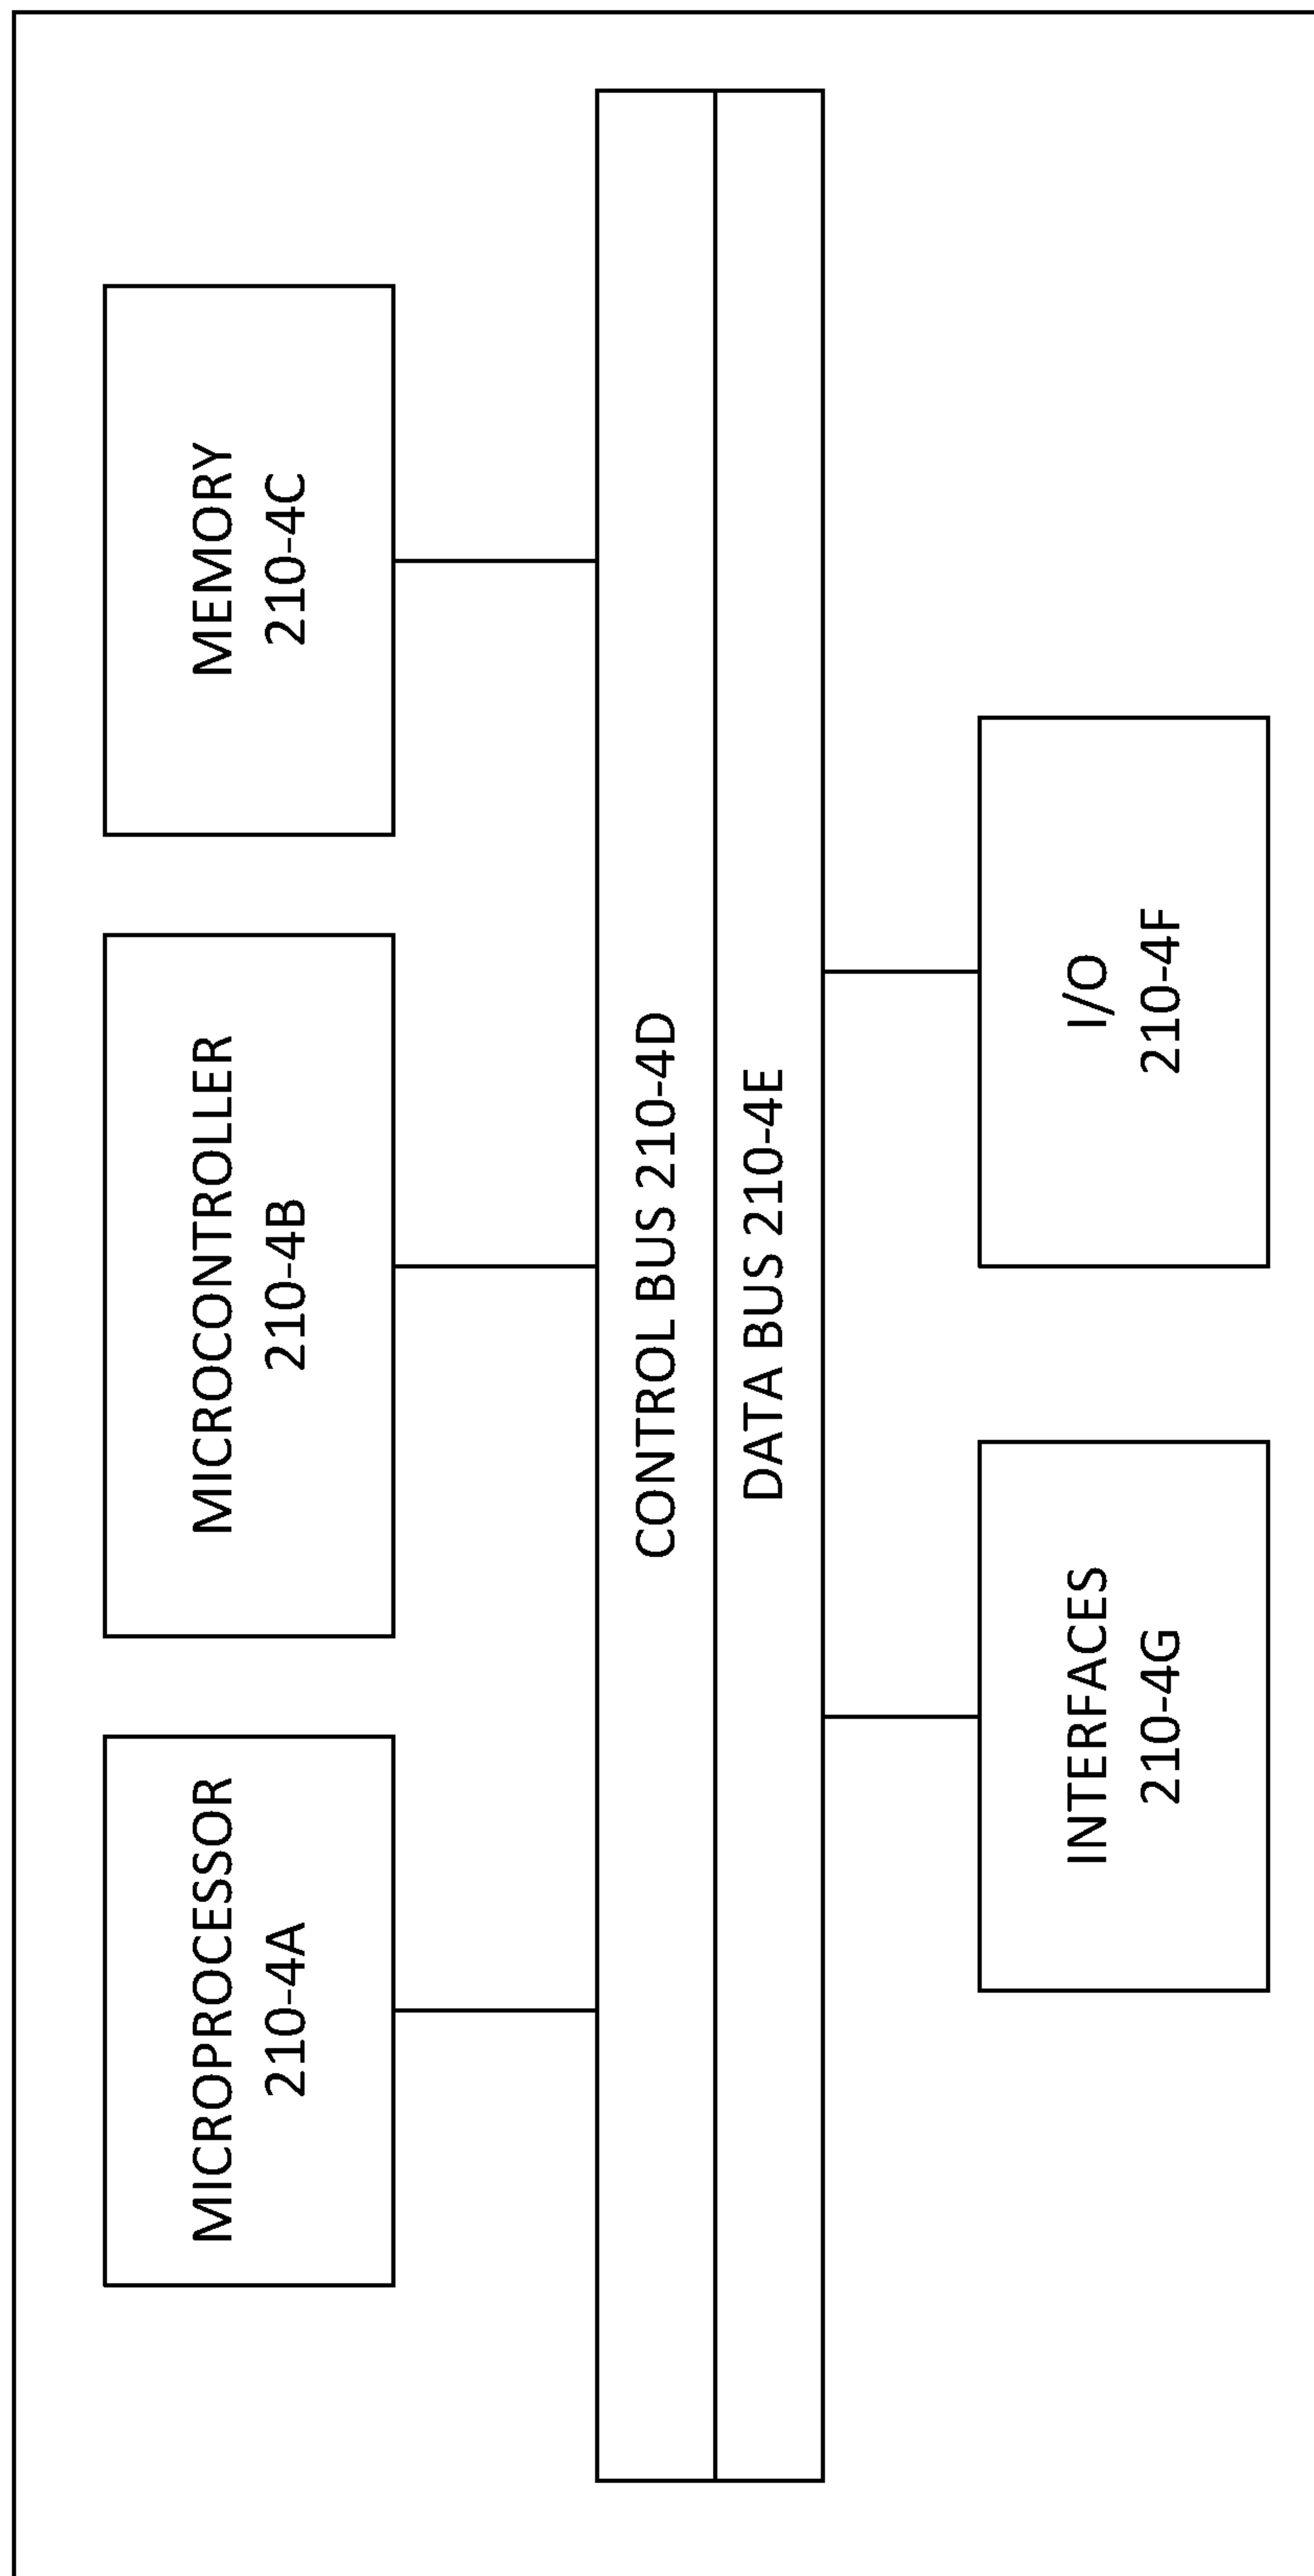 MICROPROCESSOR
210-4A
MICROCONTROLLER
210-4B
MEMORY
210-4C
CONTROL BUS 210-4D
DATA BUS 210-4E
INTERFACES
210-4G
I/O
210-4F